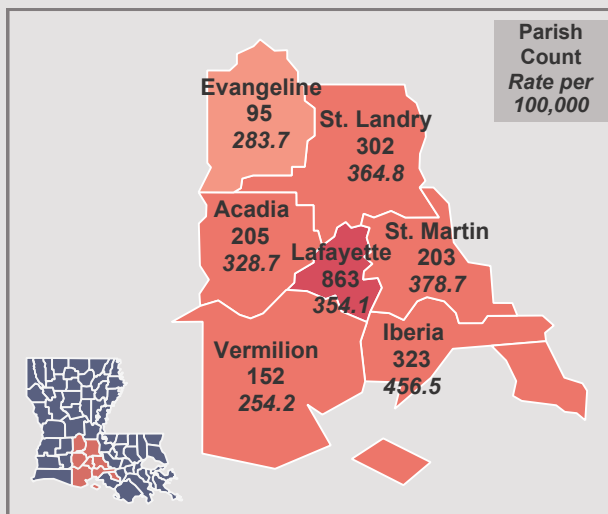 Parish
Count
Rate per
100,000
Evangeline
95
283.7
St. Landry
302
364.8
Acadia
205
328.7
Lafayette
863
354.1
St. Martin
203
378.7
Vermilion
152
254.2
Iberia
323
456.5